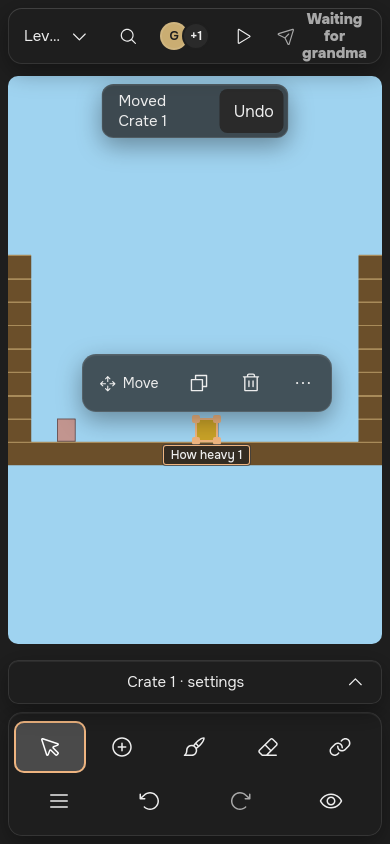 Lev...
G
+1
Waiting
for
grandma
Moved
Crate 1
Undo
Move
How heavy 1
Crate 1 · settings